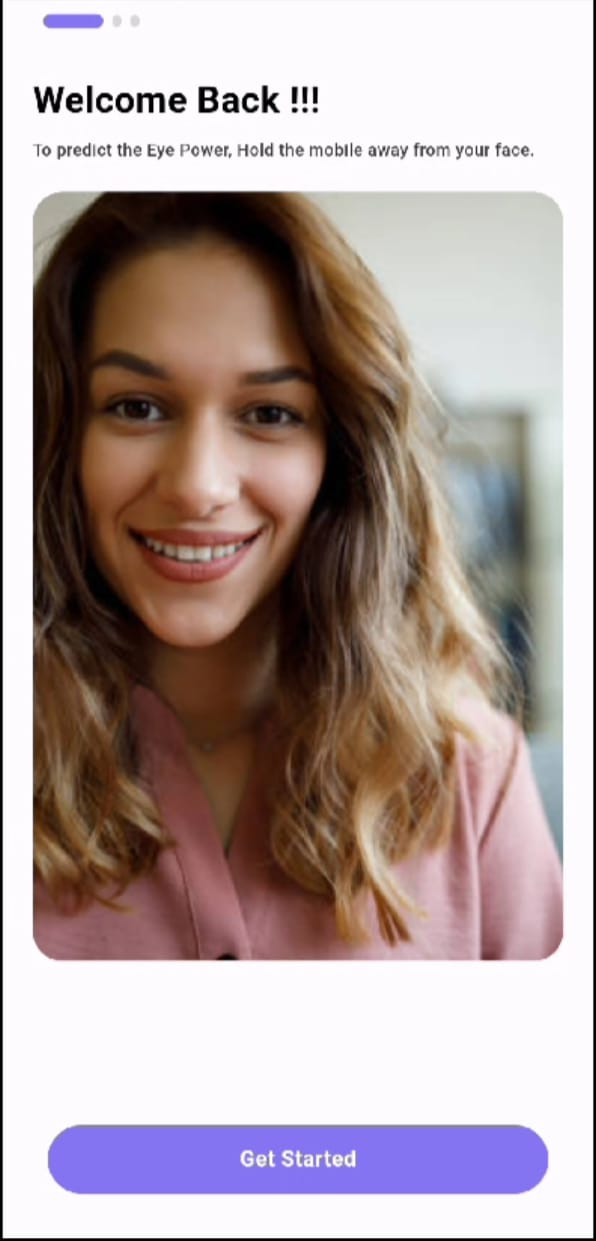 Welcome Back !!!
To predict the Eye Power, Hold the mobile away from your face.
Get Started